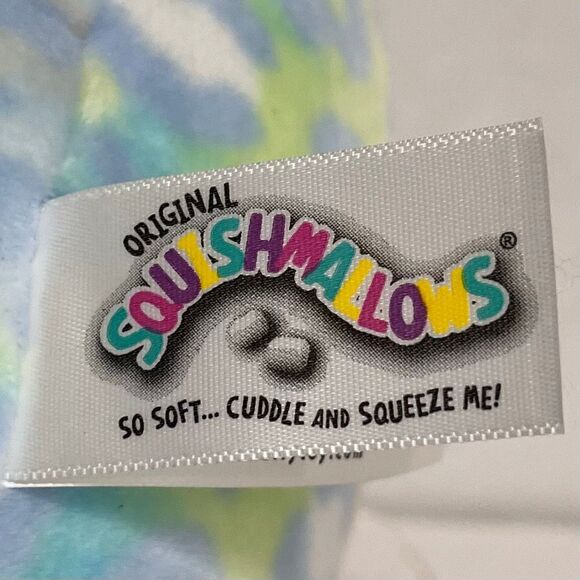 ORIGINAL
SQUISHMALLOWS®
SO SOFT... CUDDLE AND SQUEEZE ME!